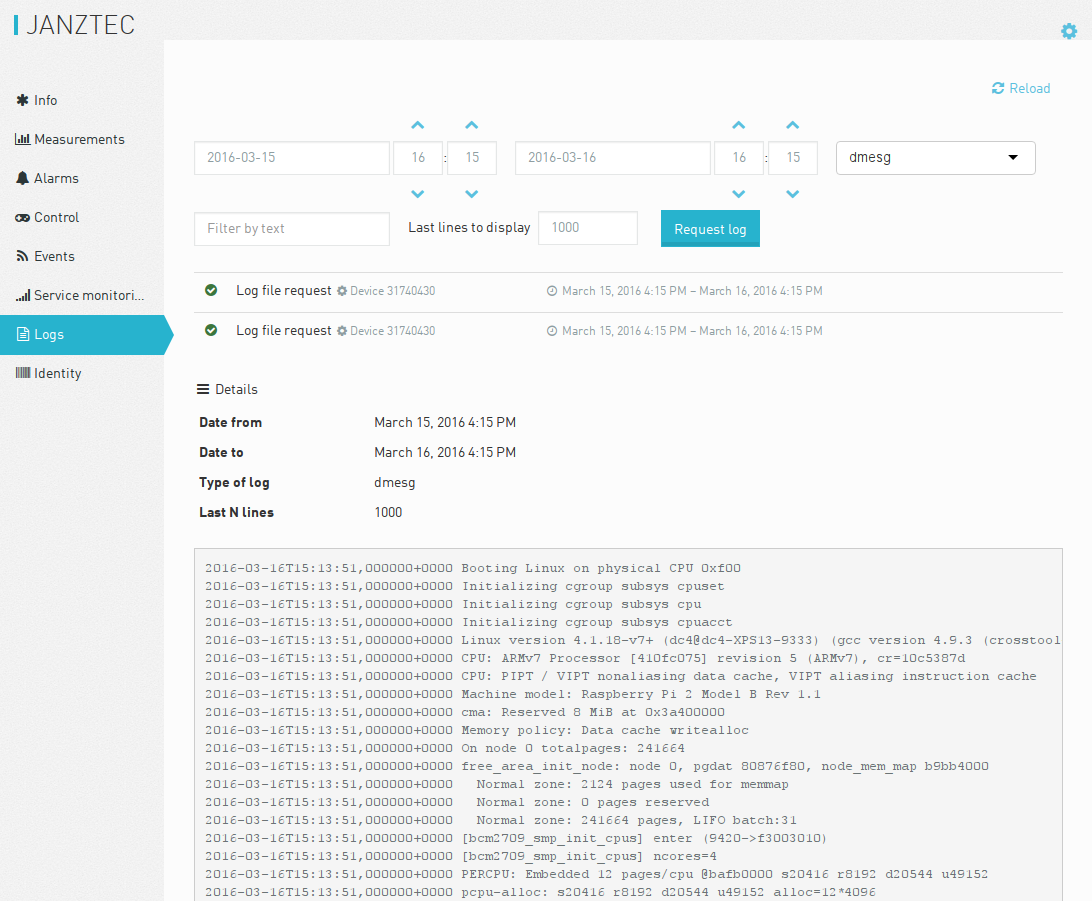 JANZTEC
Reload
Info
Measurements
Alarms
Control
Events
Service monitori...
Logs
Identity
2016-03-15 16 : 15 2016-03-16 16 : 15 dmesg
Filter by text Last lines to display 1000 Request log
Log file request Device 31740430 March 15, 2016 4:15 PM – March 16, 2016 4:15 PM
Log file request Device 31740430 March 15, 2016 4:15 PM – March 16, 2016 4:15 PM
Details
Date from March 15, 2016 4:15 PM
Date to March 16, 2016 4:15 PM
Type of log dmesg
Last N lines 1000
2016-03-16T15:13:51,000000+0000 Booting Linux on physical CPU 0xf00
2016-03-16T15:13:51,000000+0000 Initializing cgroup subsys cpuset
2016-03-16T15:13:51,000000+0000 Initializing cgroup subsys cpu
2016-03-16T15:13:51,000000+0000 Initializing cgroup subsys cpuacct
2016-03-16T15:13:51,000000+0000 Linux version 4.1.18-v7+ (dc4@dc4-XPS13-9333) (gcc version 4.9.3 (crosstool
2016-03-16T15:13:51,000000+0000 CPU: ARMv7 Processor [410fc075] revision 5 (ARMv7), cr=10c5387d
2016-03-16T15:13:51,000000+0000 CPU: PIPT / VIPT nonaliasing data cache, VIPT aliasing instruction cache
2016-03-16T15:13:51,000000+0000 Machine model: Raspberry Pi 2 Model B Rev 1.1
2016-03-16T15:13:51,000000+0000 cma: Reserved 8 MiB at 0x3a400000
2016-03-16T15:13:51,000000+0000 Memory policy: Data cache writealloc
2016-03-16T15:13:51,000000+0000 On node 0 totalpages: 241664
2016-03-16T15:13:51,000000+0000 free_area_init_node: node 0, pgdat 80876f80, node_mem_map b9bb4000
2016-03-16T15:13:51,000000+0000   Normal zone: 2124 pages used for memmap
2016-03-16T15:13:51,000000+0000   Normal zone: 0 pages reserved
2016-03-16T15:13:51,000000+0000   Normal zone: 241664 pages, LIFO batch:31
2016-03-16T15:13:51,000000+0000 [bcm2709_smp_init_cpus] enter (9420->f3003010)
2016-03-16T15:13:51,000000+0000 [bcm2709_smp_init_cpus] ncores=4
2016-03-16T15:13:51,000000+0000 PERCPU: Embedded 12 pages/cpu @bafb0000 s20416 r8192 d20544 u49152
2016-03-16T15:13:51,000000+0000 pcpu-alloc: s20416 r8192 d20544 u49152 alloc=12*4096